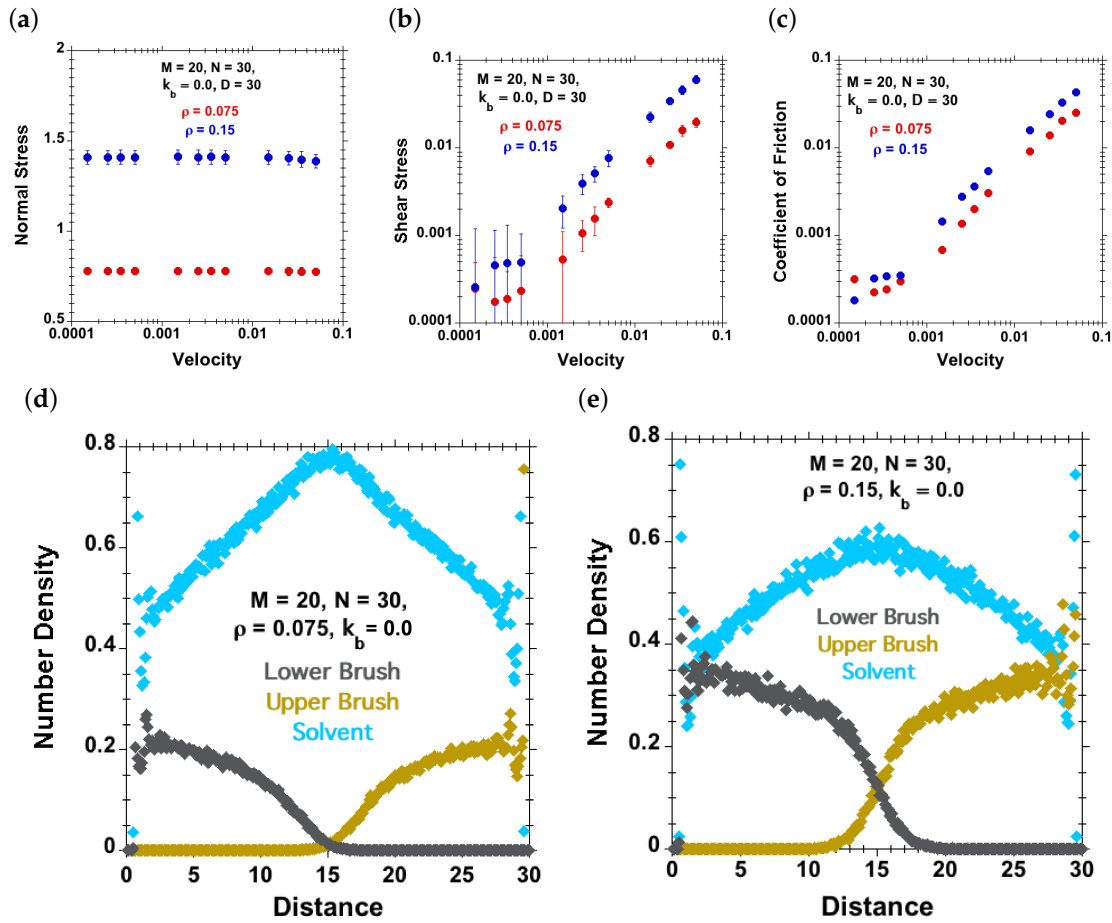 (a)
2
1.5
1
0.5
Normal Stress
M = 20, N = 30,
k_b = 0.0, D = 30
ρ = 0.075
ρ = 0.15
0.0001
0.001
0.01
0.1
Velocity
(b)
0.1
0.01
0.001
0.0001
Shear Stress
M = 20, N = 30,
k_b = 0.0, D = 30
ρ = 0.075
ρ = 0.15
0.0001
0.001
0.01
0.1
Velocity
(c)
0.1
0.01
0.001
0.0001
Coefficient of Friction
M = 20, N = 30,
k_b = 0.0, D = 30
ρ = 0.075
ρ = 0.15
0.0001
0.001
0.01
0.1
Velocity
(d)
0.8
0.6
0.4
0.2
0
Number Density
M = 20, N = 30,
ρ = 0.075, k_b = 0.0
Lower Brush
Upper Brush
Solvent
0 5 10 15 20 25 30
Distance
(e)
0.8
0.6
0.4
0.2
0
Number Density
M = 20, N = 30,
ρ = 0.15, k_b = 0.0
Lower Brush
Upper Brush
Solvent
0 5 10 15 20 25 30
Distance